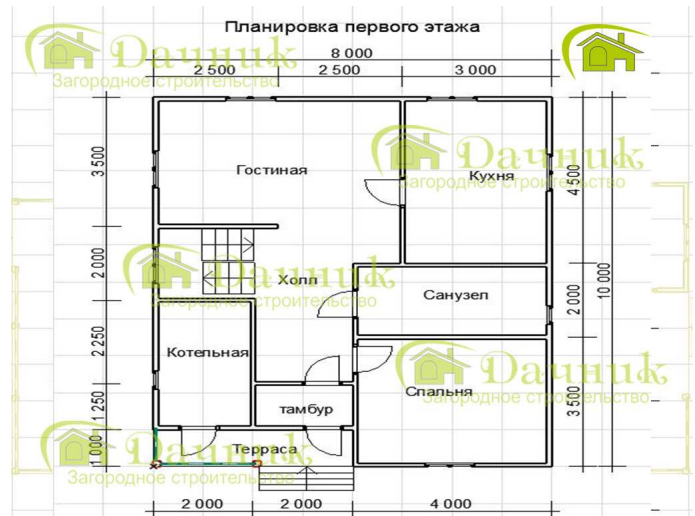 Планировка первого этажа
8 000
2 500 2 500 3 000
Дачник
Загородное строительство
3 500
Гостиная
Кухня
4 500
Дачник
Загородное строительство
2 000
Холл
Дачник
Загородное строительство
Санузел
2 000
10 000
2 250
Котельная
Дачник
Загородное строительство
Спальня
3 500
1 250
тамбур
1 000
Терраса
Дачник
Загородное строительство
2 000 2 000 4 000